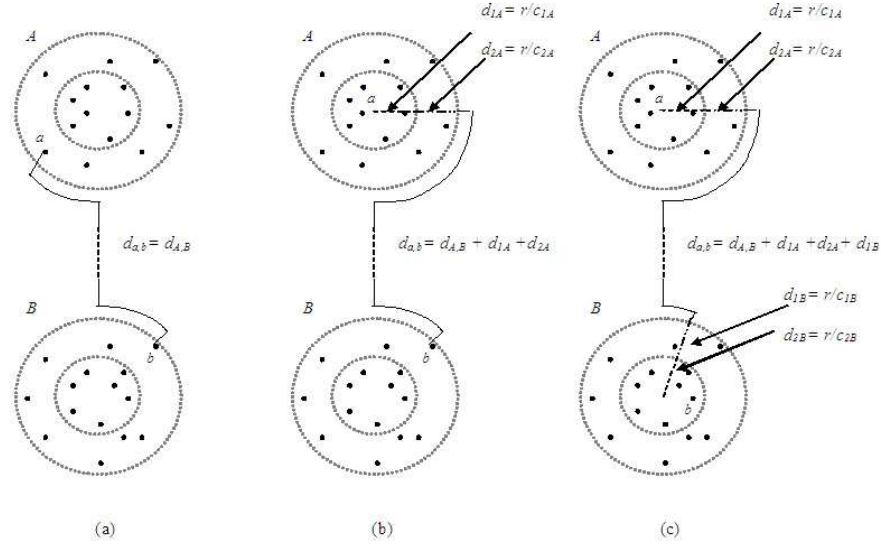 A
a
d_{a,b} = d_{A,B}
B
b
(a)
d_{1A} = r/c_{1A}
d_{2A} = r/c_{2A}
A
a
d_{a,b} = d_{A,B} + d_{1A} + d_{2A}
B
b
(b)
d_{1A} = r/c_{1A}
d_{2A} = r/c_{2A}
A
a
d_{a,b} = d_{A,B} + d_{1A} + d_{2A} + d_{1B}
B
d_{1B} = r/c_{1B}
d_{2B} = r/c_{2B}
b
(c)